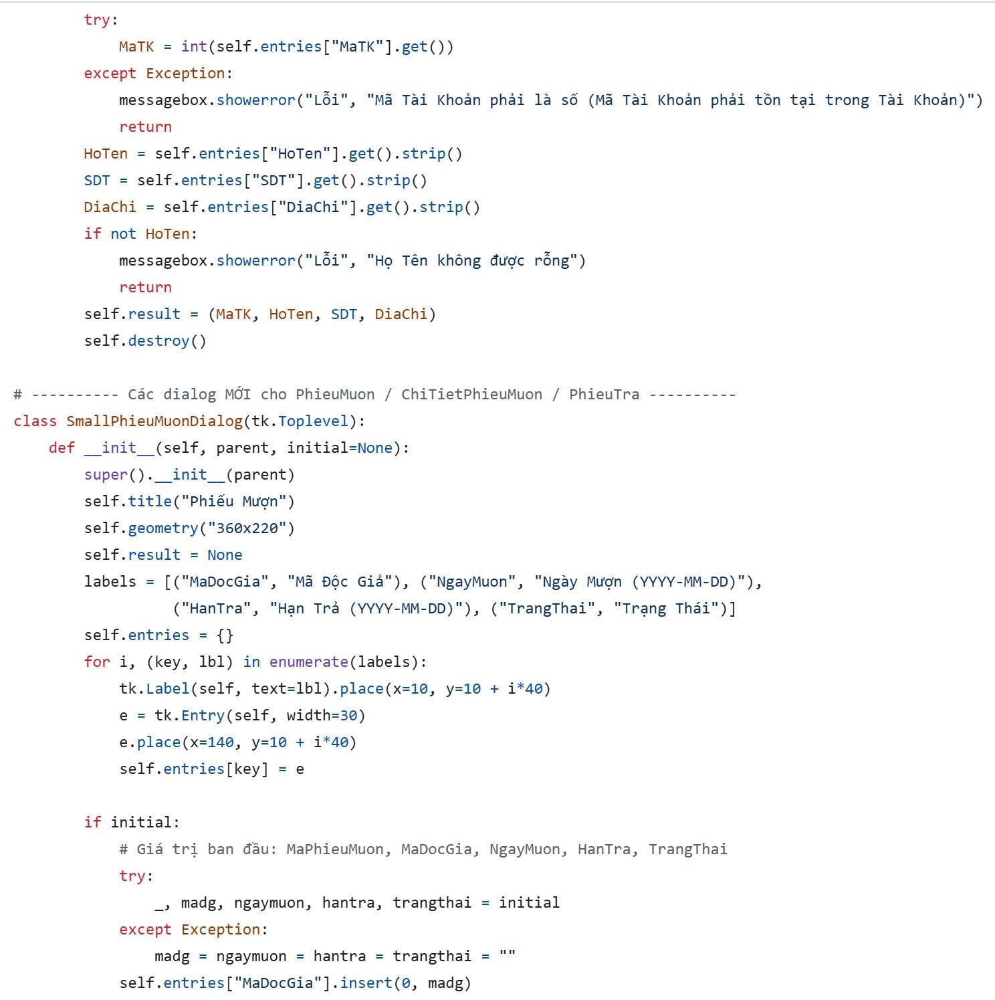 try:
MaTK = int(self.entries["MaTK"].get())
except Exception:
messagebox.showerror("Lỗi", "Mã Tài Khoản phải là số (Mã Tài Khoản phải tồn tại trong Tài Khoản)")
return
HoTen = self.entries["HoTen"].get().strip()
SDT = self.entries["SDT"].get().strip()
DiaChi = self.entries["DiaChi"].get().strip()
if not HoTen:
messagebox.showerror("Lỗi", "Họ Tên không được rỗng")
return
self.result = (MaTK, HoTen, SDT, DiaChi)
self.destroy()
# ---------- Các dialog MỚI cho PhieuMuon / ChiTietPhieuMuon / PhieuTra ----------
class SmallPhieuMuonDialog(tk.Toplevel):
def __init__(self, parent, initial=None):
super().__init__(parent)
self.title("Phiếu Mượn")
self.geometry("360x220")
self.result = None
labels = [("MaDocGia", "Mã Độc Giả"), ("NgayMuon", "Ngày Mượn (YYYY-MM-DD)"),
("HanTra", "Hạn Trả (YYYY-MM-DD)"), ("TrangThai", "Trạng Thái")]
self.entries = {}
for i, (key, lbl) in enumerate(labels):
tk.Label(self, text=lbl).place(x=10, y=10 + i*40)
e = tk.Entry(self, width=30)
e.place(x=140, y=10 + i*40)
self.entries[key] = e
if initial:
# Giá trị ban đầu: MaPhieuMuon, MaDocGia, NgayMuon, HanTra, TrangThai
try:
_, madg, ngaymuon, hantra, trangthai = initial
except Exception:
madg = ngaymuon = hantra = trangthai = ""
self.entries["MaDocGia"].insert(0, madg)